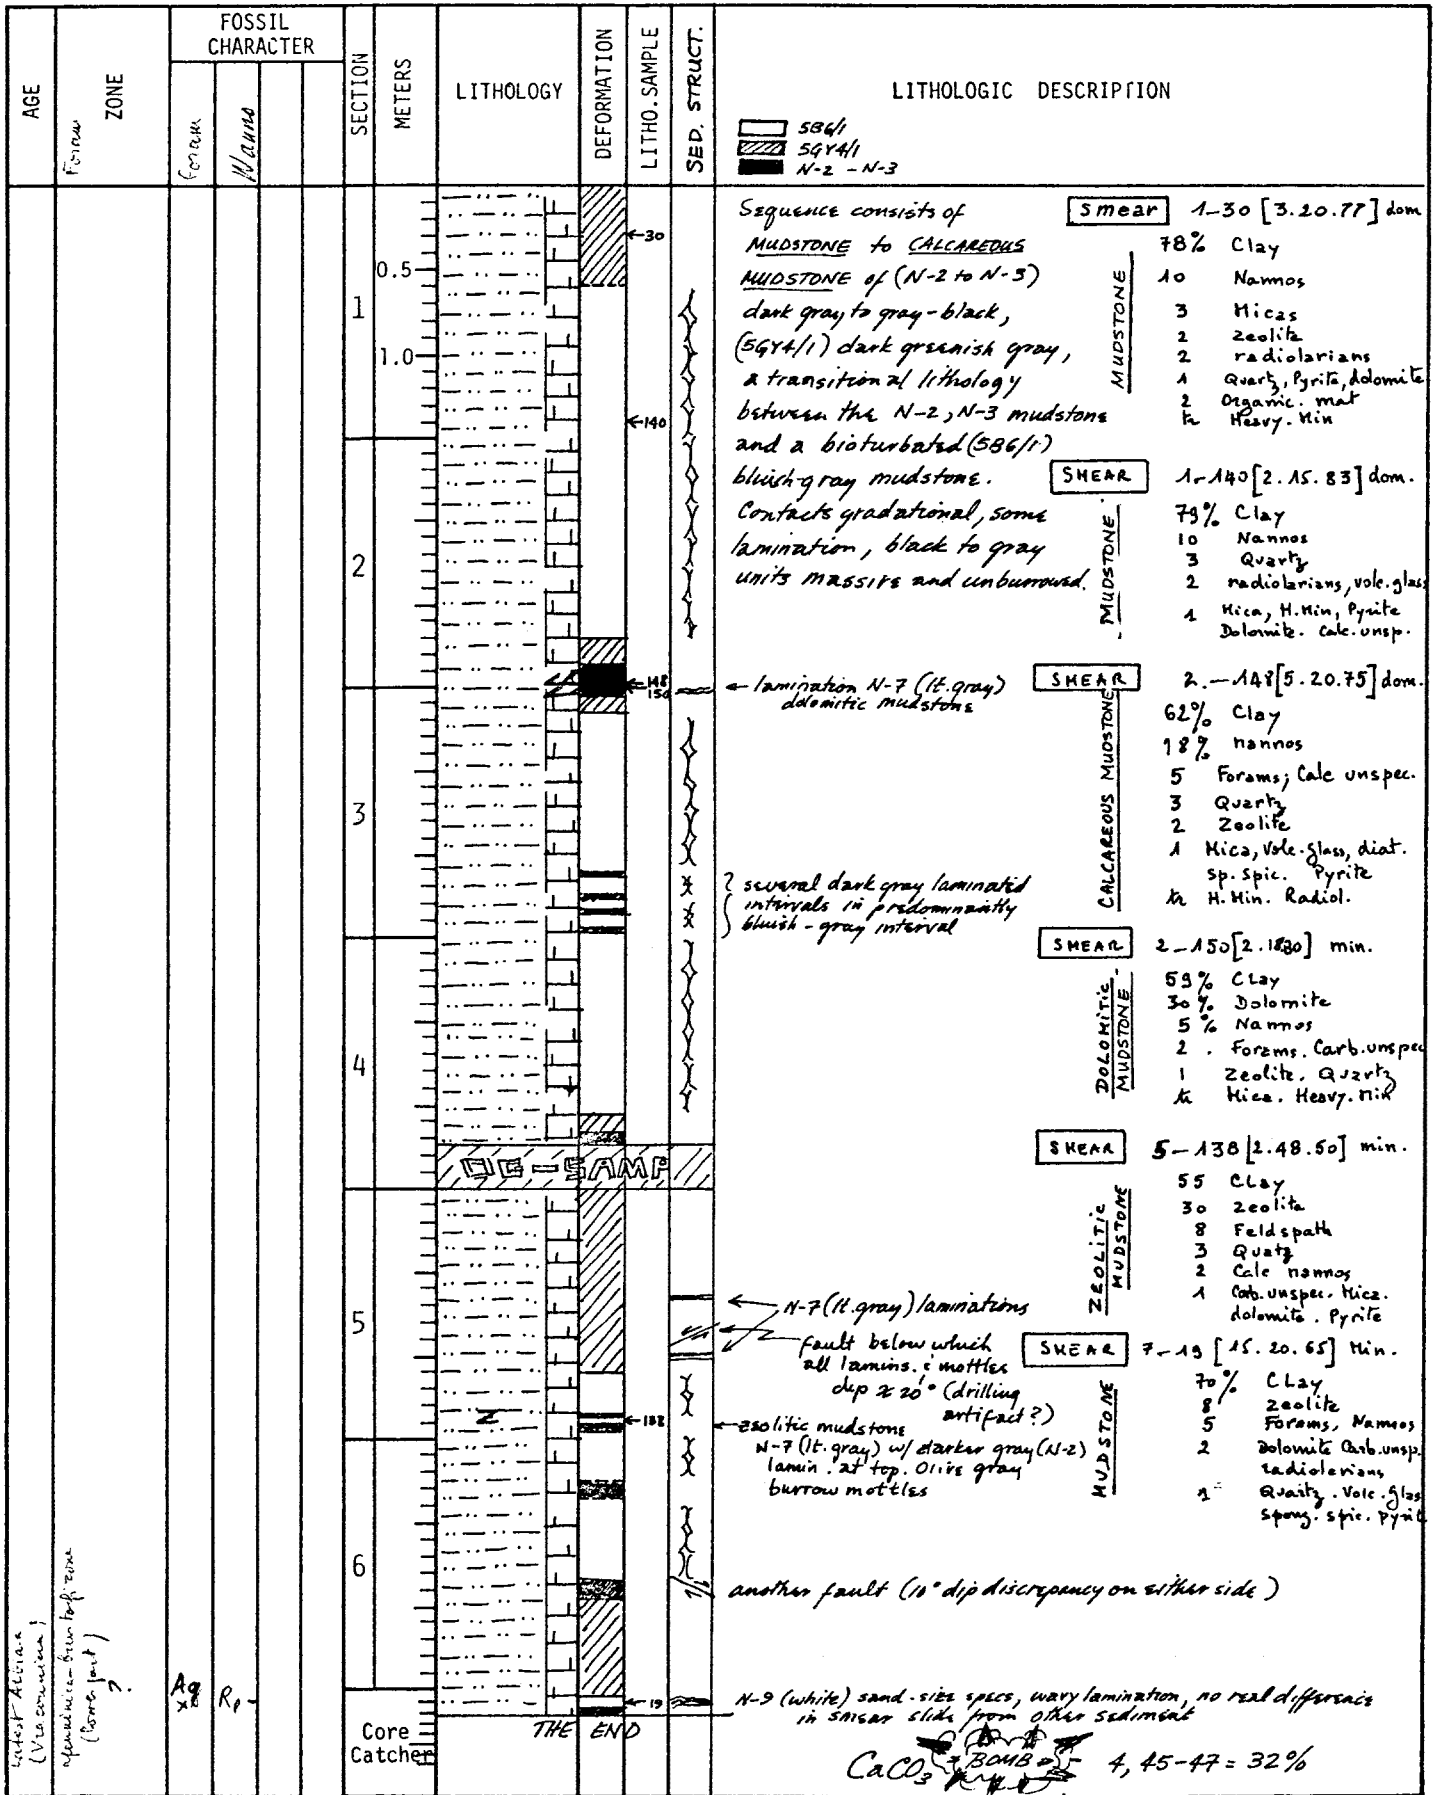 AGE
ZONE
Foram
FOSSIL
CHARACTER
Foram
Nanno
SECTION
METERS
LITHOLOGY
DEFORMATION
LITHO. SAMPLE
SED. STRUCT.
LITHOLOGIC DESCRIPTION
5B6/1
5GY4/1
N-2 - N-3
0.5
1.0
1
2
3
4
5
6
Core
Catcher
←30
←140
148
150
←132
←19
OG-SAMP
Z
THE END
Sequence consists of
MUDSTONE to CALCAREOUS
MUDSTONE of (N-2 to N-3)
dark gray to gray-black,
(5GY4/1) dark greenish gray,
a transitional lithology
between the N-2, N-3 mudstone
and a bioturbated (5B6/1)
bluish-gray mudstone.
Contacts gradational, some
lamination, black to gray
units massive and unburrowed.
← lamination N-7 (lt. gray)
dolomitic mudstone
several dark gray laminated
intervals in predominantly
bluish-gray interval
N-7 (lt. gray) laminations
fault below which
all lamins. & mottles
dip ≈ 20° (drilling
artifact?)
zeolitic mudstone
N-7 (lt. gray) w/ darker gray (N-2)
lamin. at top. Olive gray
burrow mottles
another fault (10° dip discrepancy on either side)
N-9 (white) sand-size specs, wavy lamination, no real difference
in smear slide from other sediment
CaCO3 BOMB - 4, 45-47 = 32%
Smear 1-30 [3.20.77] dom
MUDSTONE
78% Clay
10 Nannos
3 Micas
2 Zeolite
2 radiolarians
1 Quartz, Pyrite, dolomite
2 Organic. mat
tr Heavy. Min
SMEAR 1-140 [2.15.83] dom.
MUDSTONE
79% Clay
10 Nannos
3 Quartz
2 radiolarians, volc. glass
1 Mica, H.Min, Pyrite
Dolomite. Calc. unsp.
SMEAR 2.-148 [5.20.75] dom.
CALCAREOUS MUDSTONE
62% Clay
18% nannos
5 Forams; Calc unspec.
3 Quartz
2 Zeolite
1 Mica, Volc. glass, diat.
sp. spic. Pyrite
tr H. Min. Radiol.
SMEAR 2-150 min.
DOLOMITIC
MUDSTONE
59% Clay
30% Dolomite
5% Nannos
2 . Forams. Carb. unspec
1 Zeolite. Quartz
tr Mica. Heavy. Min
SMEAR 5-138 [2.48.50] min.
ZEOLITIC
MUDSTONE
55 Clay
30 Zeolite
8 Feldspath
3 Quatz
2 Calc nannos
1 Carb. unspec. Mica.
dolomite. Pyrite
SMEAR 7-19 [15.20.65] Min.
MUDSTONE
70% Clay
8 Zeolite
5 Forams, Nannos
2 Dolomite Carb. unsp.
radiolarians
1 Quartz. Volc. glas
spong. spic. pyrit
Latest Albian
(Vraconian)
(lower part)
?
Ag
Rp